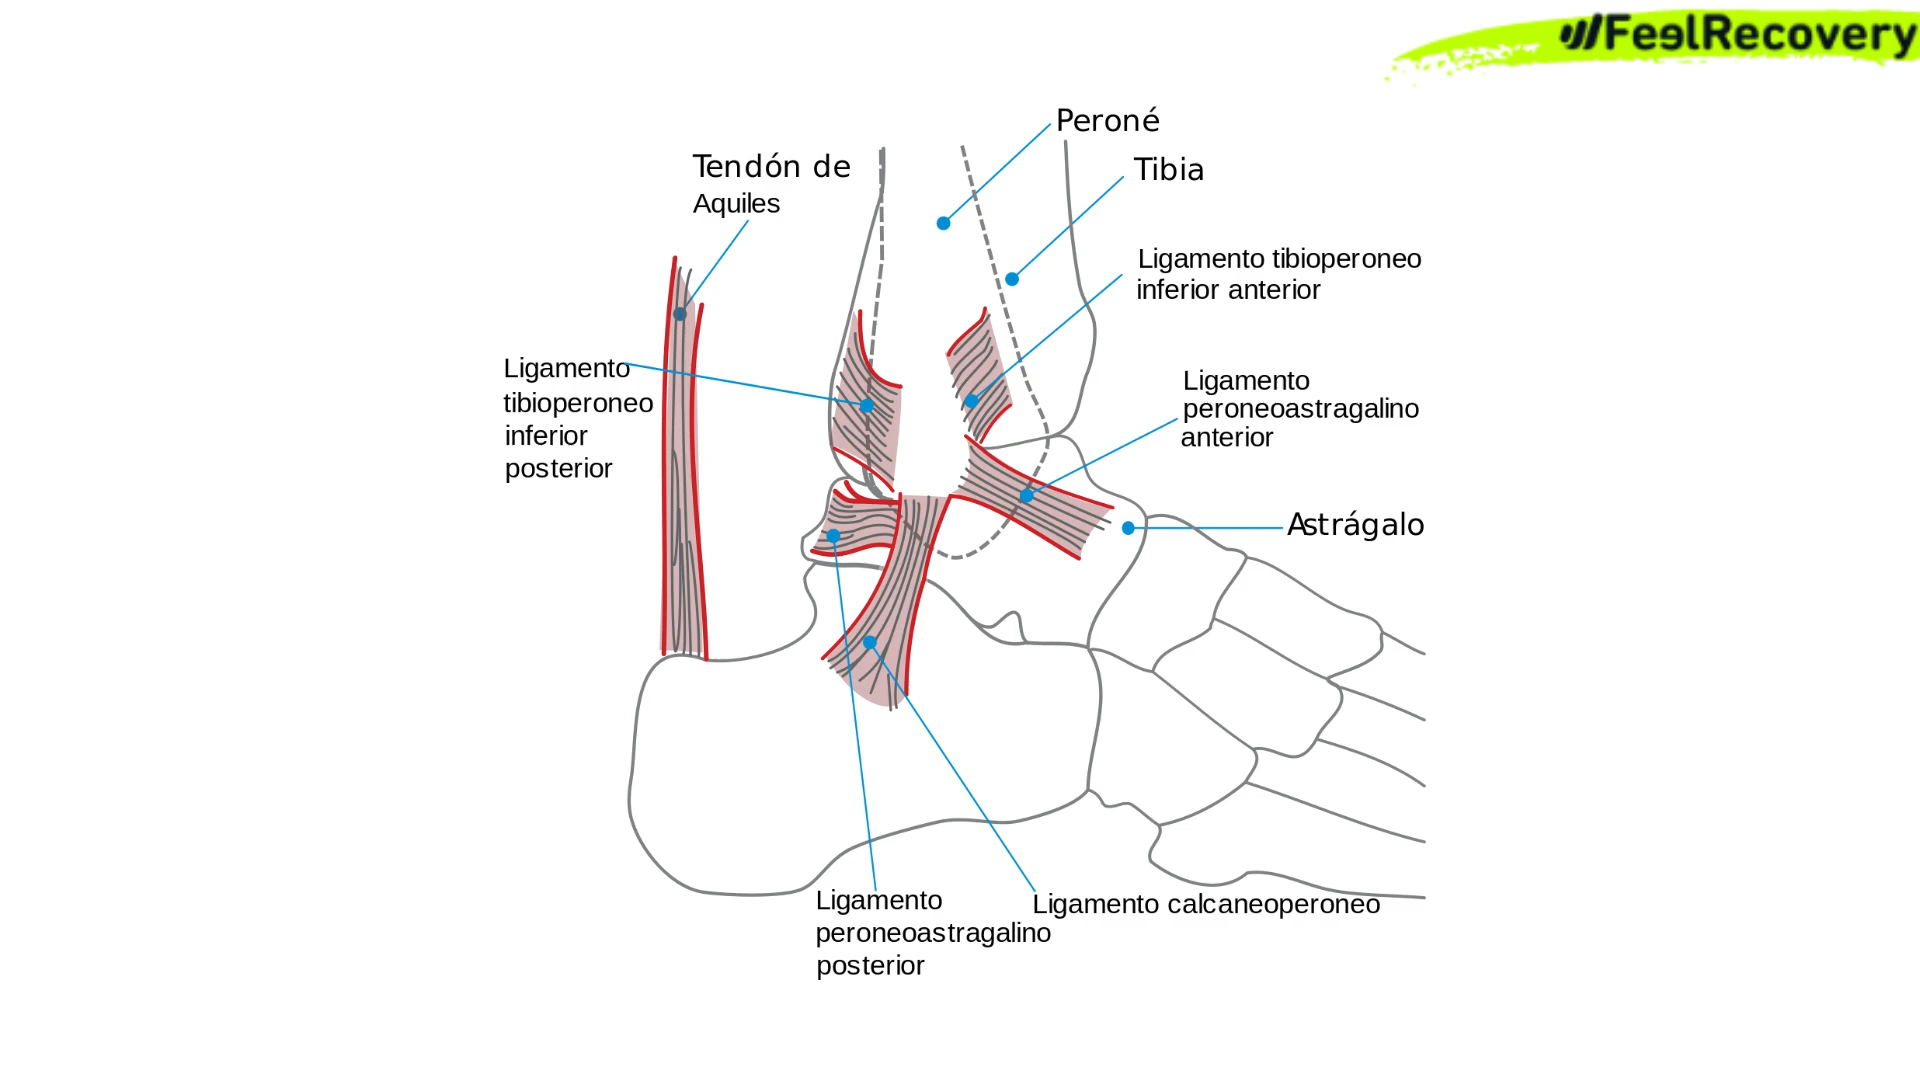 FeelRecovery
Peroné
Tendón de
Aquiles
Tibia
Ligamento tibioperoneo
inferior anterior
Ligamento
tibioperoneo
inferior
posterior
Ligamento
peroneoastragalino
anterior
Astrágalo
Ligamento
peroneoastragalino
posterior
Ligamento calcaneoperoneo